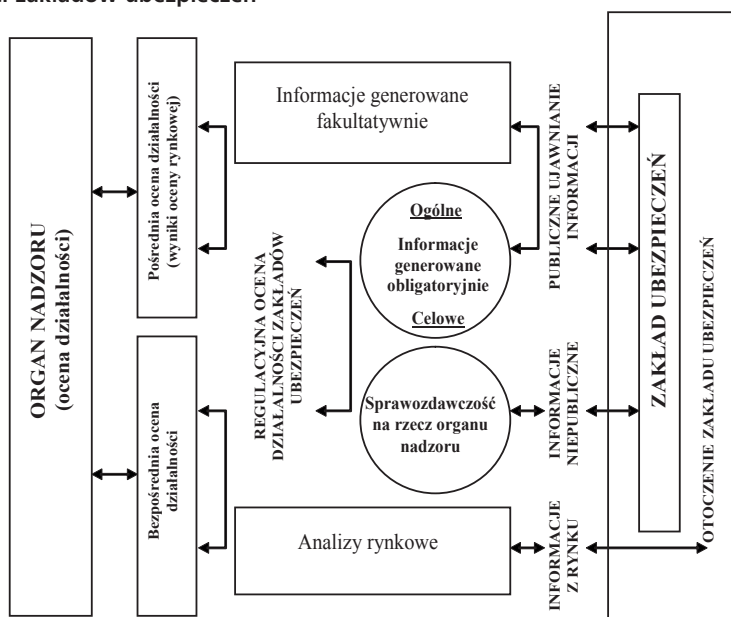 ORGAN NADZORU
(ocena działalności)
Pośrednia ocena działalności
(wyniki oceny rynkowej)
Bezpośrednia ocena
działalności
Informacje generowane
fakultatywnie
REGULACYJNA OCENA
DZIAŁALNOŚCI ZAKŁADÓW
UBEZPIECZEŃ
Ogólne
Informacje
generowane
obligatoryjnie
Celowe
Sprawozdawczość
na rzecz organu
nadzoru
Analizy rynkowe
PUBLICZNE UJAWNIANIE
INFORMACJI
INFORMACJE
NIEPUBLICZNE
INFORMACJE
Z RYNKU
ZAKŁAD UBEZPIECZEŃ
OTOCZENIE ZAKŁADU UBEZPIECZEŃ